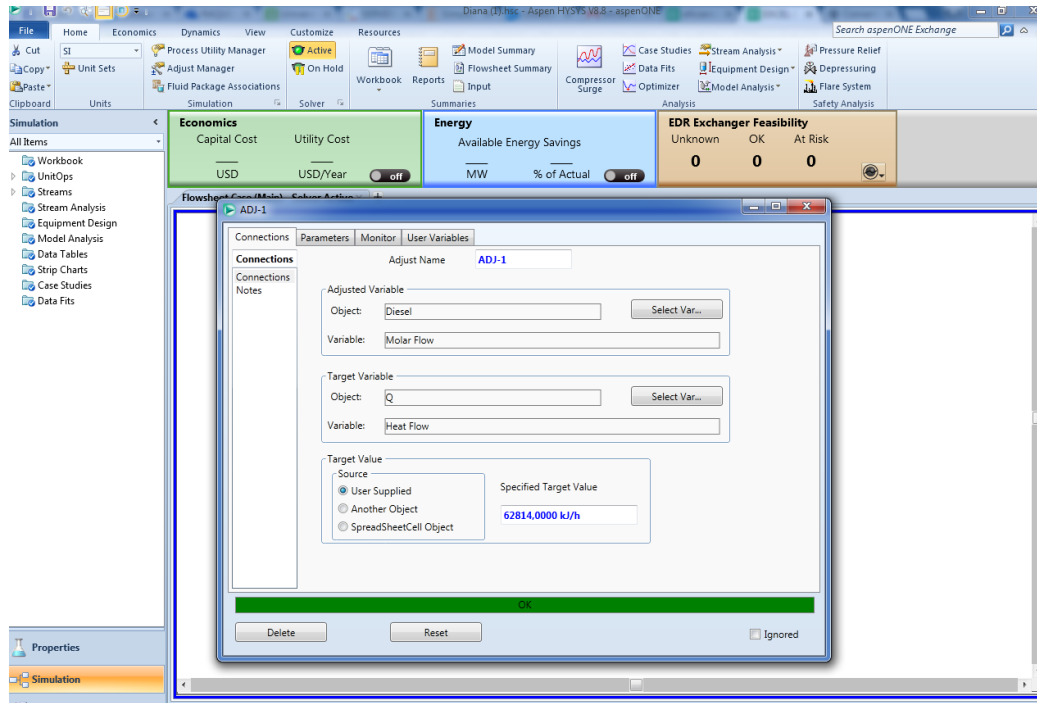 Diana (1).hsc - Aspen HYSYS V8.8 - aspenONE
File Home Economics Dynamics View Customize Resources Search aspenONE Exchange
Cut SI Process Utility Manager Active Model Summary Case Studies Stream Analysis Pressure Relief
Copy Unit Sets Adjust Manager On Hold Workbook Reports Flowsheet Summary Compressor Surge Data Fits Equipment Design Depressuring
Paste Fluid Package Associations Input Optimizer Model Analysis Flare System
Clipboard Units Simulation Solver Summaries Analysis Safety Analysis
Simulation
All Items
Workbook
UnitOps
Streams
Stream Analysis
Equipment Design
Model Analysis
Data Tables
Strip Charts
Case Studies
Data Fits
Properties
Simulation
Economics
Capital Cost Utility Cost
USD USD/Year off
Energy
Available Energy Savings
MW % of Actual off
EDR Exchanger Feasibility
Unknown OK At Risk
0 0 0
Flowsheet Case (Main) - Solver Active
ADJ-1
Connections Parameters Monitor User Variables
Connections
Connections
Notes
Adjust Name ADJ-1
Adjusted Variable
Object: Diesel Select Var...
Variable: Molar Flow
Target Variable
Object: Q Select Var...
Variable: Heat Flow
Target Value
Source
User Supplied
Another Object
SpreadSheetCell Object
Specified Target Value
62814,0000 kJ/h
OK
Delete Reset Ignored